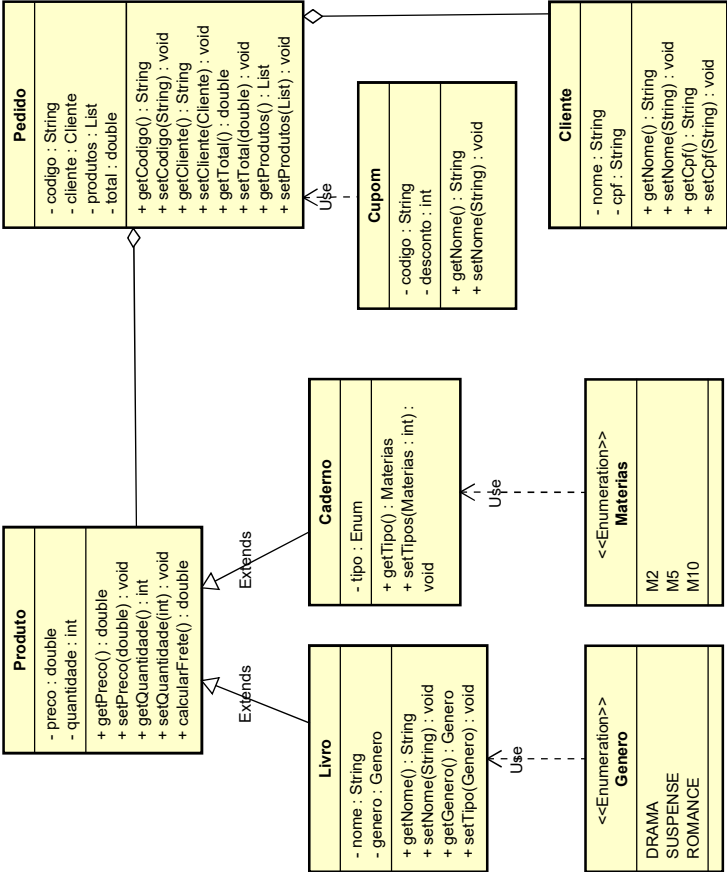 Pedido
- codigo : String
- cliente : Cliente
- produtos : List
- total : double
+ getCodigo() : String
+ setCodigo(String) : void
+ getCliente() : String
+ setCliente(Cliente) : void
+ getTotal() : double
+ setTotal(double) : void
+ getProdutos() : List
+ setProdutos(List) : void
Use
Cupom
- codigo : String
- desconto : int
+ getNome() : String
+ setNome(String) : void
Cliente
- nome : String
- cpf : String
+ getNome() : String
+ setNome(String) : void
+ getCpf() : String
+ setCpf(String) : void
Produto
- preco : double
- quantidade : int
+ getPreco() : double
+ setPreco(double) : void
+ getQuantidade() : int
+ setQuantidade(int) : void
+ calcularFrete() : double
Extends
Extends
Caderno
- tipo : Enum
+ getTipo() : Materias
+ setTipos(Materias : int) :
void
Use
<<Enumeration>>
Materias
M2
M5
M10
Livro
- nome : String
- genero : Genero
+ getNome() : String
+ setNome(String) : void
+ getGenero() : Genero
+ setTipo(Genero) : void
Use
<<Enumeration>>
Genero
DRAMA
SUSPENSE
ROMANCE